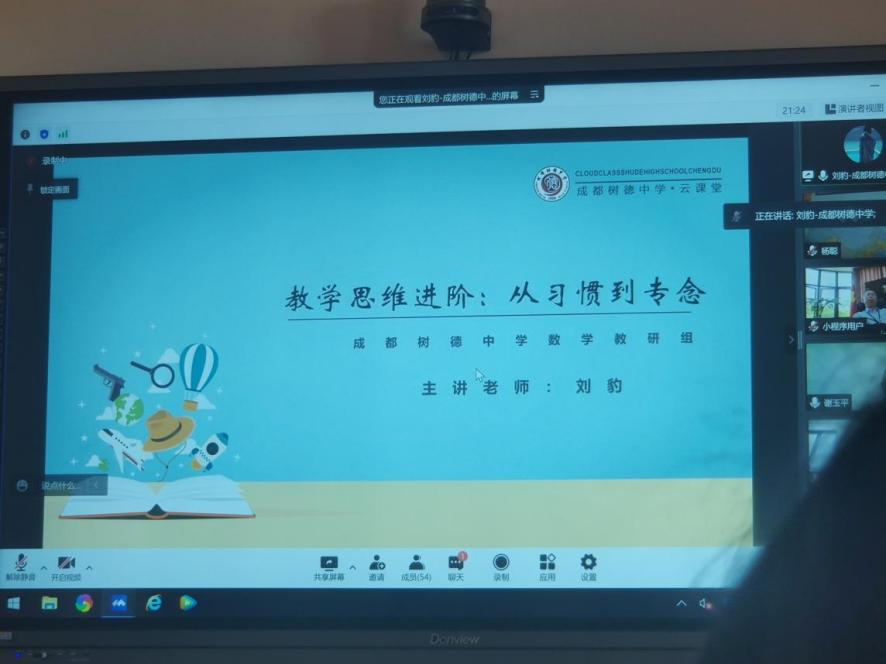 您正在观看刘豹-成都树德中...的屏幕
21:24
演讲者视图
录制中
锁定画面
CLOUDCLASSSHUDEHIGHSCHOOLCHENGDU
成都树德中学·云课堂
刘豹-成都树德中
正在讲话: 刘豹-成都树德中学;
杨聪
教学思维进阶：从习惯到专念
小程序用户
成都树德中学数学教研组
主讲老师：刘豹
谢玉平
说点什么...
解除静音
开启视频
共享屏幕
邀请
成员(54)
1
聊天
录制
应用
设置
Donview